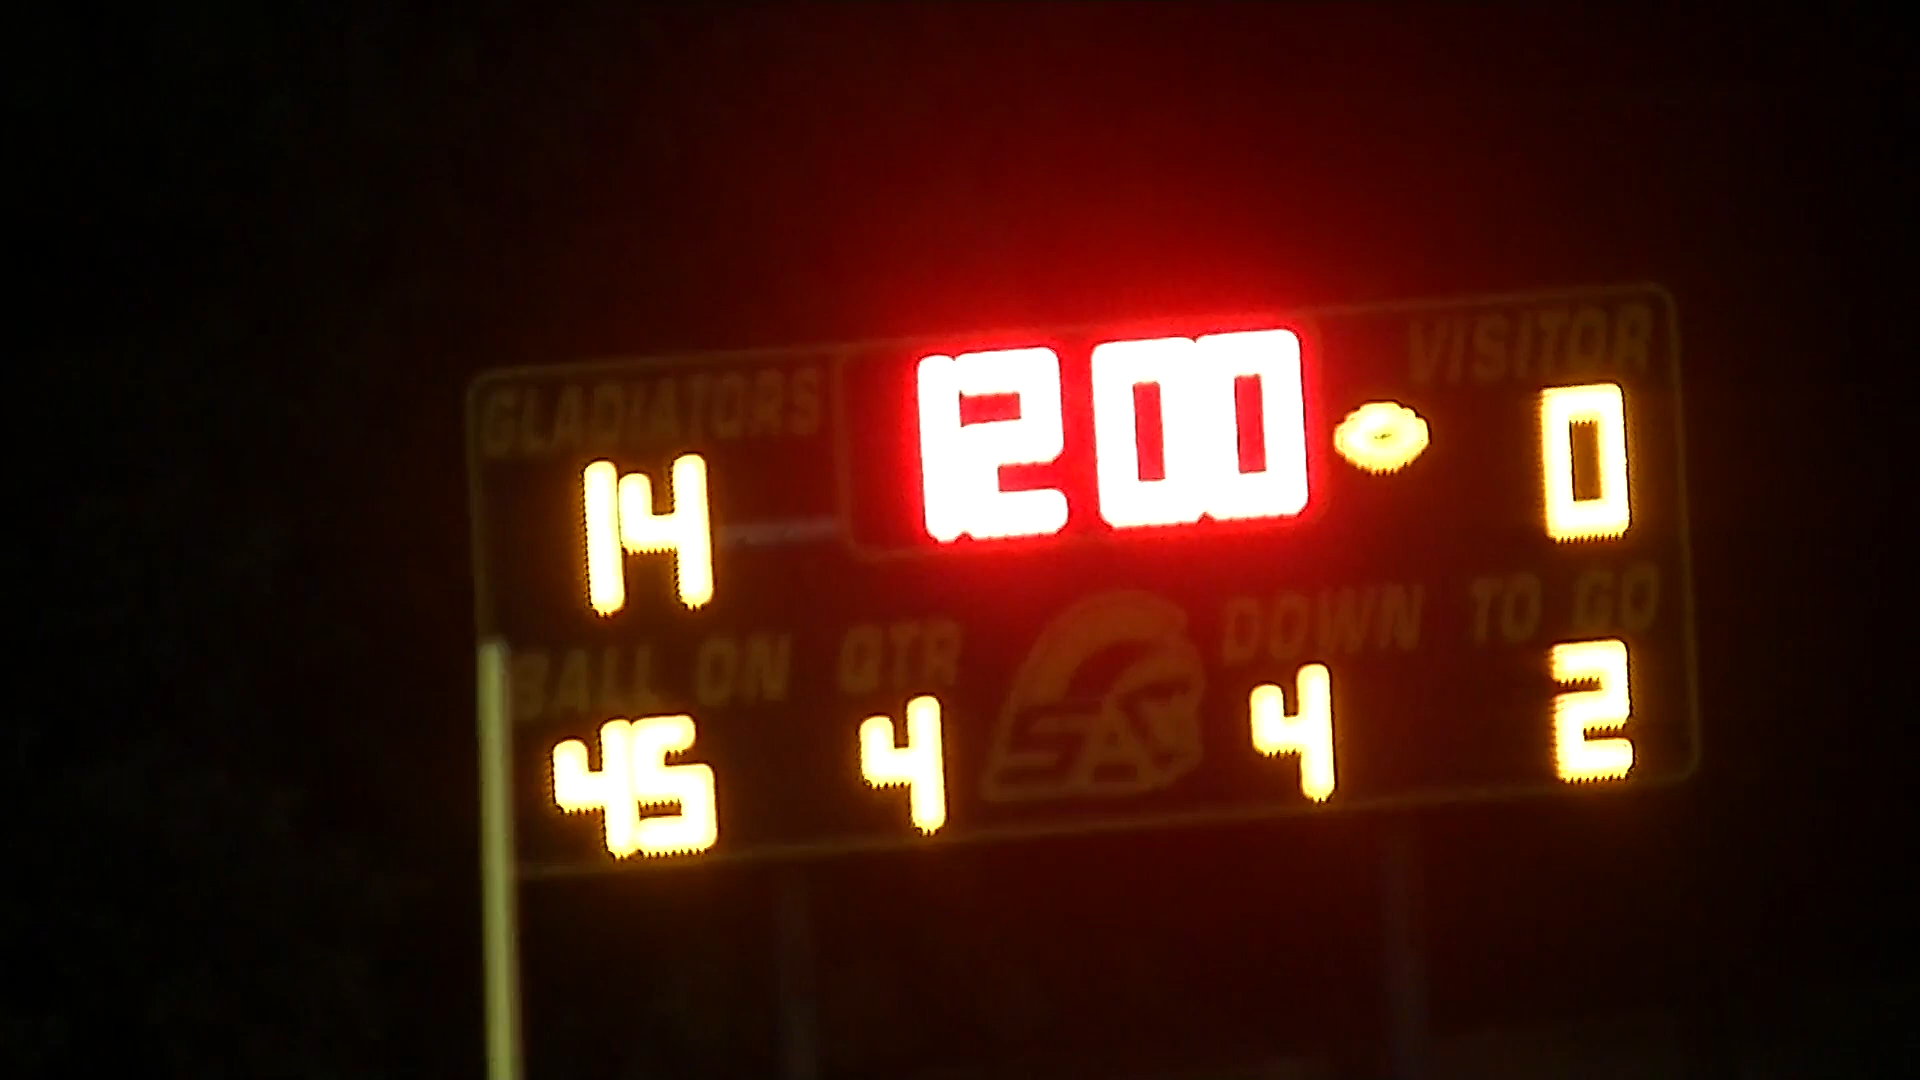 GLADIATORS 12 00 VISITOR
14 0
BALL ON QTR DOWN TO GO
45 4 4 2